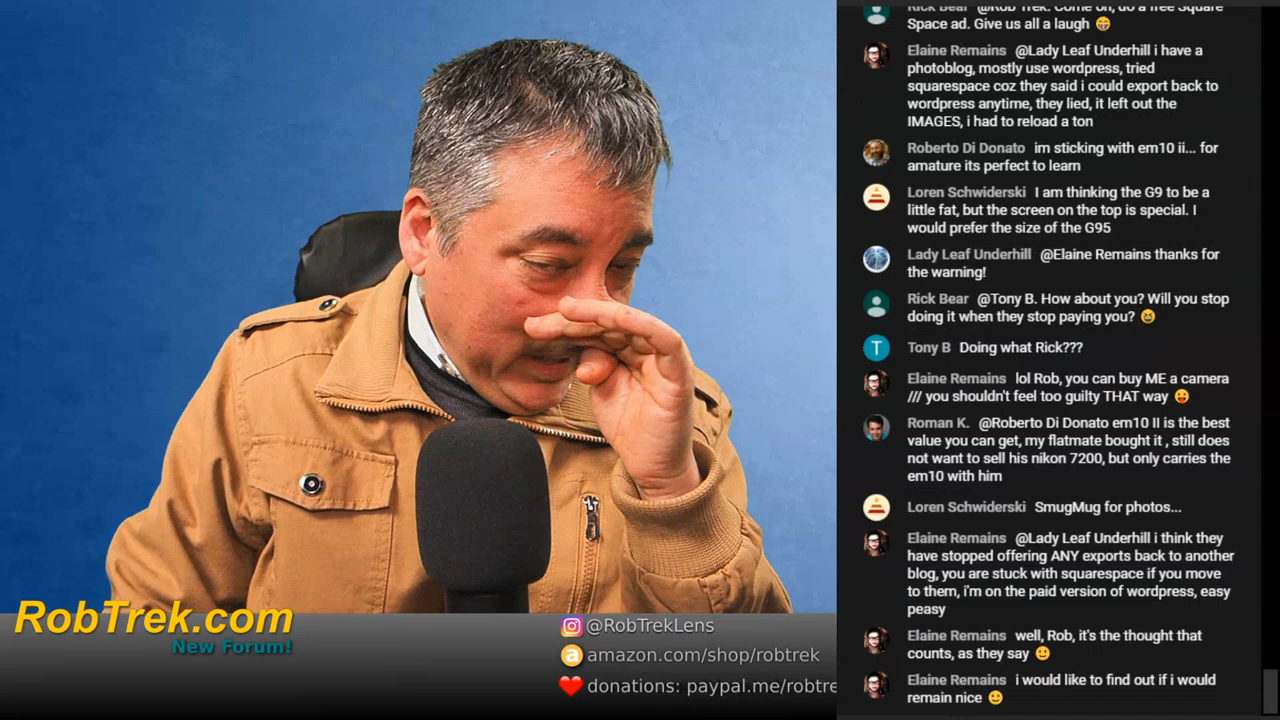 Rick Bear @Rob Trek. Come on, do a free Square
Space ad. Give us all a laugh 😁
Elaine Remains @Lady Leaf Underhill i have a
photoblog, mostly use wordpress, tried
squarespace coz they said i could export back to
wordpress anytime, they lied, it left out the
IMAGES, i had to reload a ton
Roberto Di Donato im sticking with em10 ii... for
amature its perfect to learn
Loren Schwiderski I am thinking the G9 to be a
little fat, but the screen on the top is special. I
would prefer the size of the G95
Lady Leaf Underhill @Elaine Remains thanks for
the warning!
Rick Bear @Tony B. How about you? Will you stop
doing it when they stop paying you? 😆
T
Tony B Doing what Rick???
Elaine Remains lol Rob, you can buy ME a camera
/// you shouldn't feel too guilty THAT way 😜
Roman K. @Roberto Di Donato em10 II is the best
value you can get, my flatmate bought it , still does
not want to sell his nikon 7200, but only carries the
em10 with him
Loren Schwiderski SmugMug for photos...
Elaine Remains @Lady Leaf Underhill i think they
have stopped offering ANY exports back to another
blog, you are stuck with squarespace if you move
to them, i'm on the paid version of wordpress, easy
peasy
Elaine Remains well, Rob, it's the thought that
counts, as they say 🙂
Elaine Remains i would like to find out if i would
remain nice 🙂
RobTrek.com
New Forum!
@RobTrekLens
amazon.com/shop/robtrek
donations: paypal.me/robtre